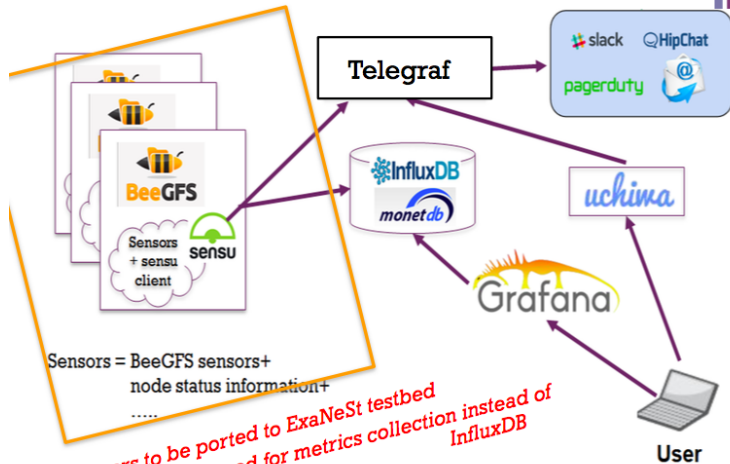 Telegraf
slack HipChat
pagerduty @
BeeGFS
Sensors
+ sensu
client
sensu
InfluxDB
monetdb
uchiwa
Grafana
Sensors = BeeGFS sensors+
node status information+
.....
to be ported to ExaNeSt testbed
for metrics collection instead of
InfluxDB
User